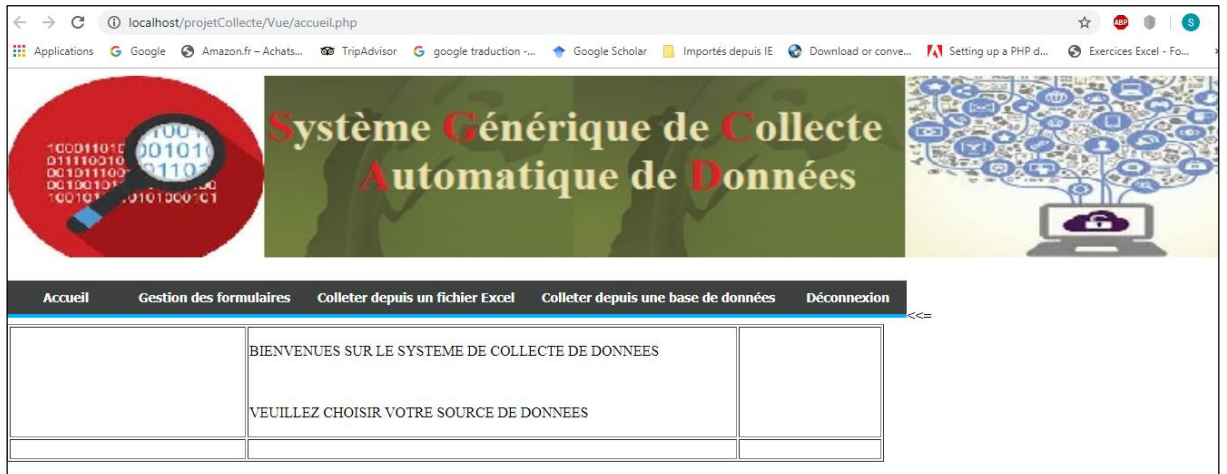 localhost/projetCollecte/Vue/accueil.php
ABP
S
Applications Google Amazon.fr – Achats... TripAdvisor google traduction -... Google Scholar Importés depuis IE Download or conve... Setting up a PHP d... Exercices Excel - Fo...
Système Générique de Collecte
Automatique de Données
Accueil Gestion des formulaires Colleter depuis un fichier Excel Colleter depuis une base de données Déconnexion
<<=
BIENVENUES SUR LE SYSTEME DE COLLECTE DE DONNEES
VEUILLEZ CHOISIR VOTRE SOURCE DE DONNEES